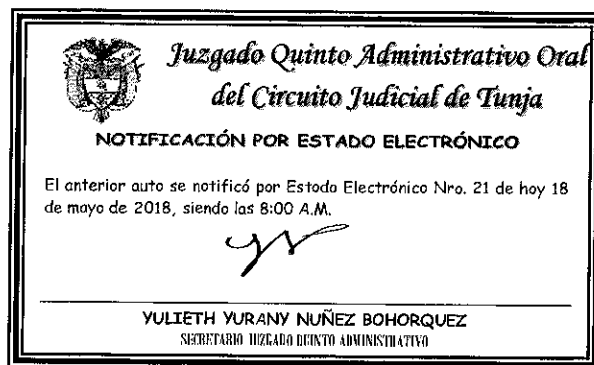 Juzgado Quinto Administrativo Oral
del Circuito Judicial de Tunja
NOTIFICACIÓN POR ESTADO ELECTRÓNICO
El anterior auto se notificó por Estado Electrónico Nro. 21 de hoy 18
de mayo de 2018, siendo las 8:00 A.M.
YULIETH YURANY NUÑEZ BOHORQUEZ
SECRETARIO JUZGADO QUINTO ADMINISTRATIVO